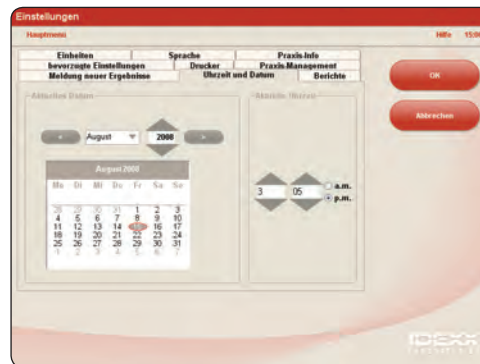 Einstellungen
Hauptmenü Hilfe 15:06
Einheiten Sprache Praxis-Info
bevorzugte Einstellungen Drucker Praxis-Management
Meldung neuer Ergebnisse Uhrzeit und Datum Berichte
Aktuelles Datum
Aktuelle Uhrzeit
OK
Abbrechen
< August 2008 >
August 2008
Mo Di Mi Do Fr Sa So
28 29 30 31 1 2 3
4 5 6 7 8 9 10
11 12 13 14 15 16 17
18 19 20 21 22 23 24
25 26 27 28 29 30 31
1 2 3 4 5 6 7
3 05 a.m.
p.m.
IDEXX